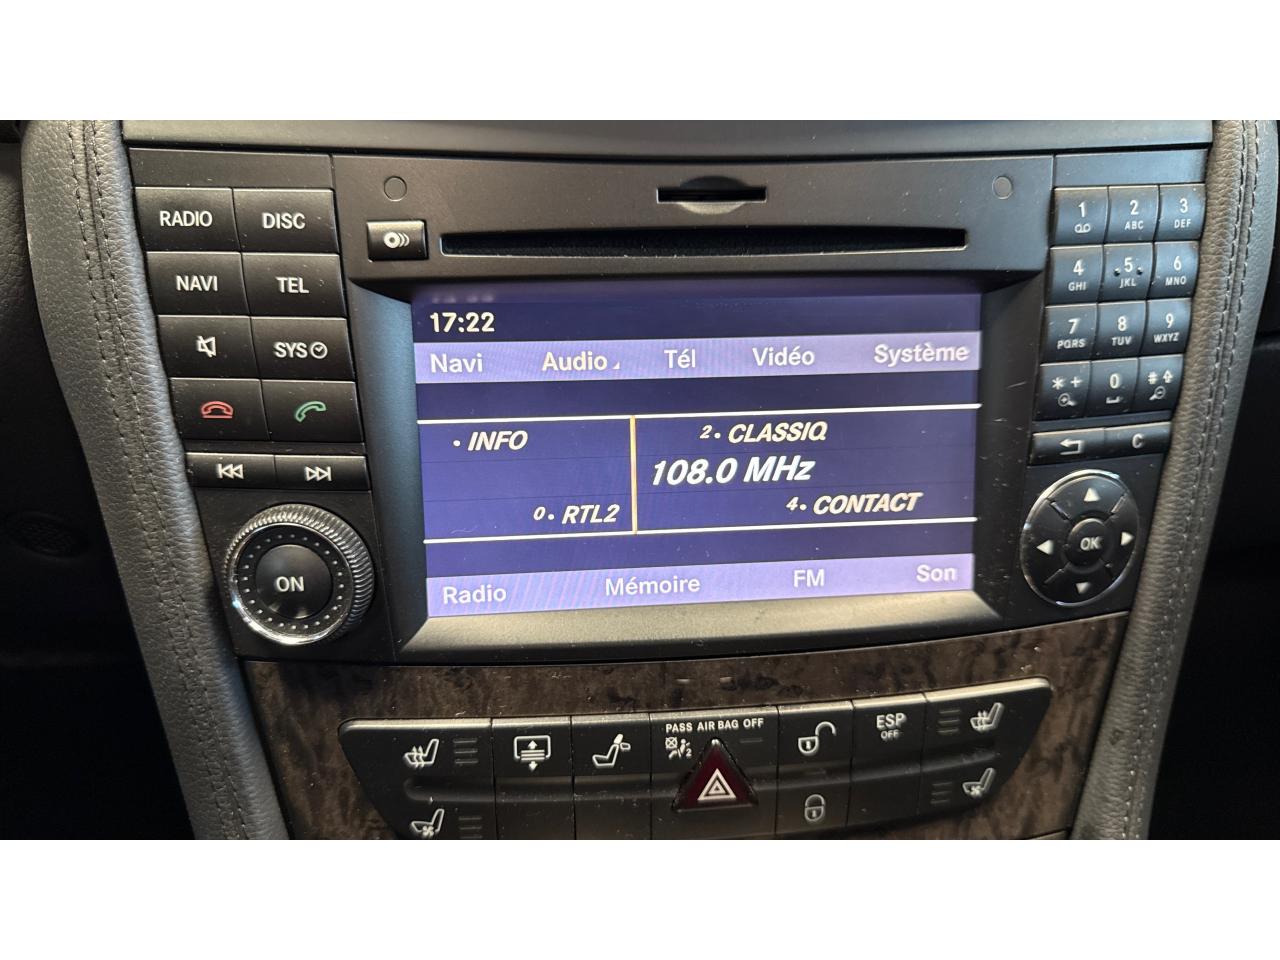 RADIO DISC
NAVI TEL
SYS
ON
17:22
Navi Audio Tél Vidéo Système
• INFO
2 • CLASSIQ
108.0 MHz
0 • RTL2
4 • CONTACT
Radio Mémoire FM Son
1 2 3
ABC DEF
4 5 6
GHI JKL MNO
7 8 9
PQRS TUV WXYZ
* + 0 #
C
OK
PASS AIR BAG OFF
2
ESP
OFF